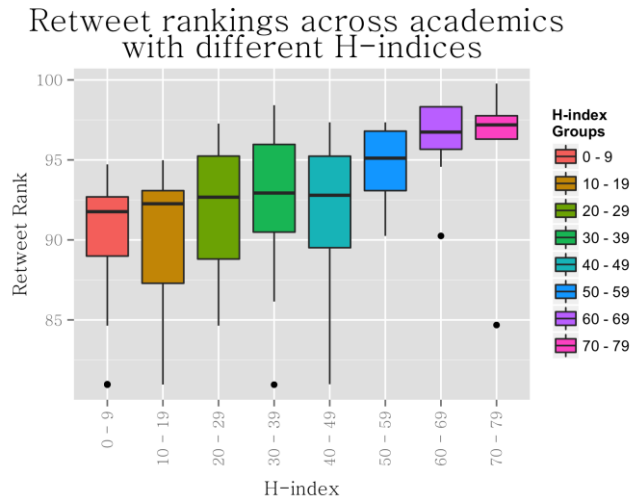 Retweet rankings across academics
with different H-indices
100
95
90
85
Retweet Rank
0 - 9
10 - 19
20 - 29
30 - 39
40 - 49
50 - 59
60 - 69
70 - 79
H-index
H-index
Groups
0 - 9
10 - 19
20 - 29
30 - 39
40 - 49
50 - 59
60 - 69
70 - 79